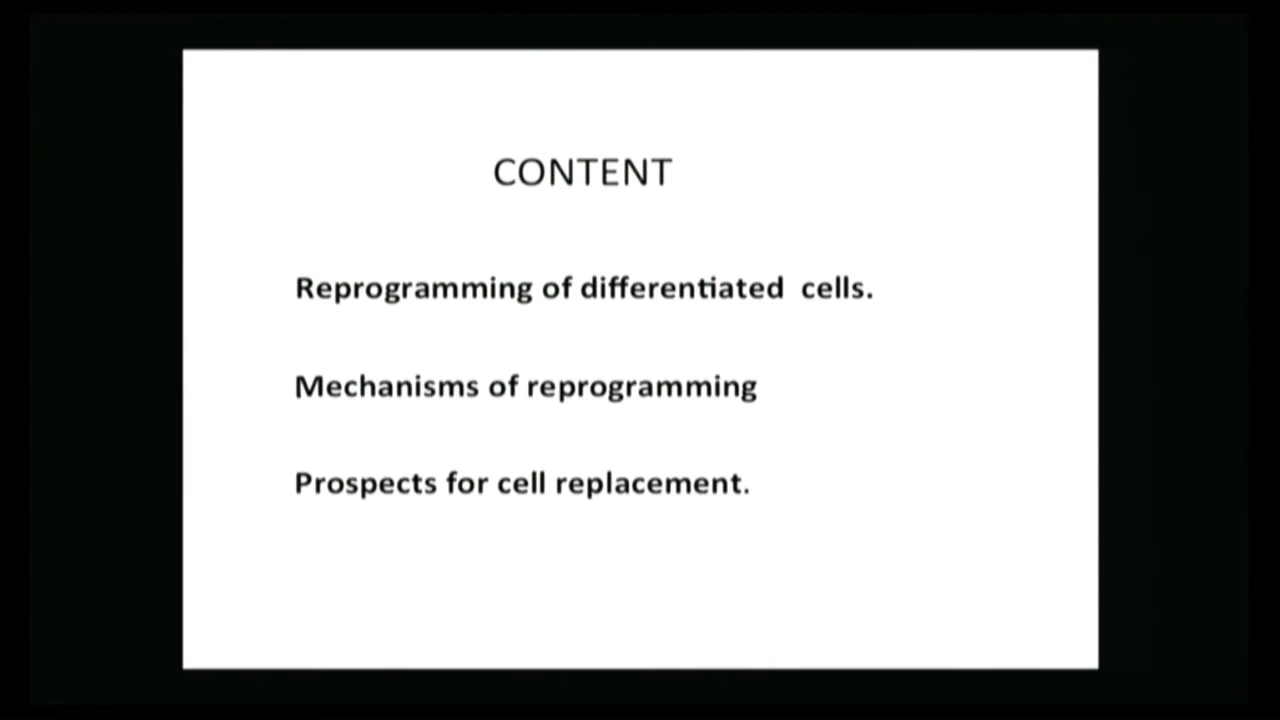 CONTENT
Reprogramming of differentiated  cells.
Mechanisms of reprogramming
Prospects for cell replacement.